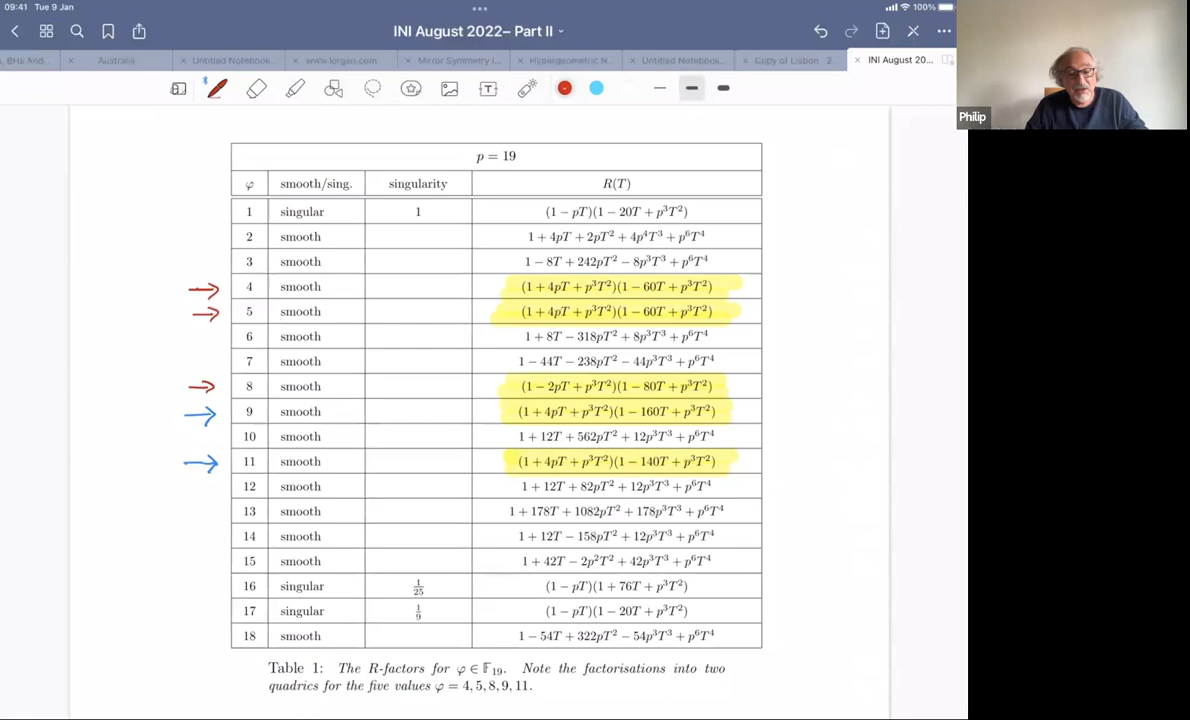 09:41 Tue 9 Jan
100%
INI August 2022– Part II
, BHs And...
Australia
Untitled Notebook...
www.lorgen.com
Mirror Symmetry I...
Hypergeometric N...
Untitled Notebook...
Copy of Lisbon 2...
INI August 20...
Philip
p = 19
φ smooth/sing. singularity R(T)
1 singular 1 (1 − pT)(1 − 20T + p³T²)
2 smooth 1 + 4pT + 2pT² + 4p⁴T³ + p⁶T⁴
3 smooth 1 − 8T + 242pT² − 8p³T³ + p⁶T⁴
4 smooth (1 + 4pT + p³T²)(1 − 60T + p³T²)
5 smooth (1 + 4pT + p³T²)(1 − 60T + p³T²)
6 smooth 1 + 8T − 318pT² + 8p³T³ + p⁶T⁴
7 smooth 1 − 44T − 238pT² − 44p³T³ + p⁶T⁴
8 smooth (1 − 2pT + p³T²)(1 − 80T + p³T²)
9 smooth (1 + 4pT + p³T²)(1 − 160T + p³T²)
10 smooth 1 + 12T + 562pT² + 12p³T³ + p⁶T⁴
11 smooth (1 + 4pT + p³T²)(1 − 140T + p³T²)
12 smooth 1 + 12T + 82pT² + 12p³T³ + p⁶T⁴
13 smooth 1 + 178T + 1082pT² + 178p³T³ + p⁶T⁴
14 smooth 1 + 12T − 158pT² + 12p³T³ + p⁶T⁴
15 smooth 1 + 42T − 2p²T² + 42p³T³ + p⁶T⁴
16 singular 1/25 (1 − pT)(1 + 76T + p³T²)
17 singular 1/9 (1 − pT)(1 − 20T + p³T²)
18 smooth 1 − 54T + 322pT² − 54p³T³ + p⁶T⁴
Table 1: The R-factors for φ ∈ 𝔽₁₉. Note the factorisations into two
quadrics for the five values φ = 4, 5, 8, 9, 11.